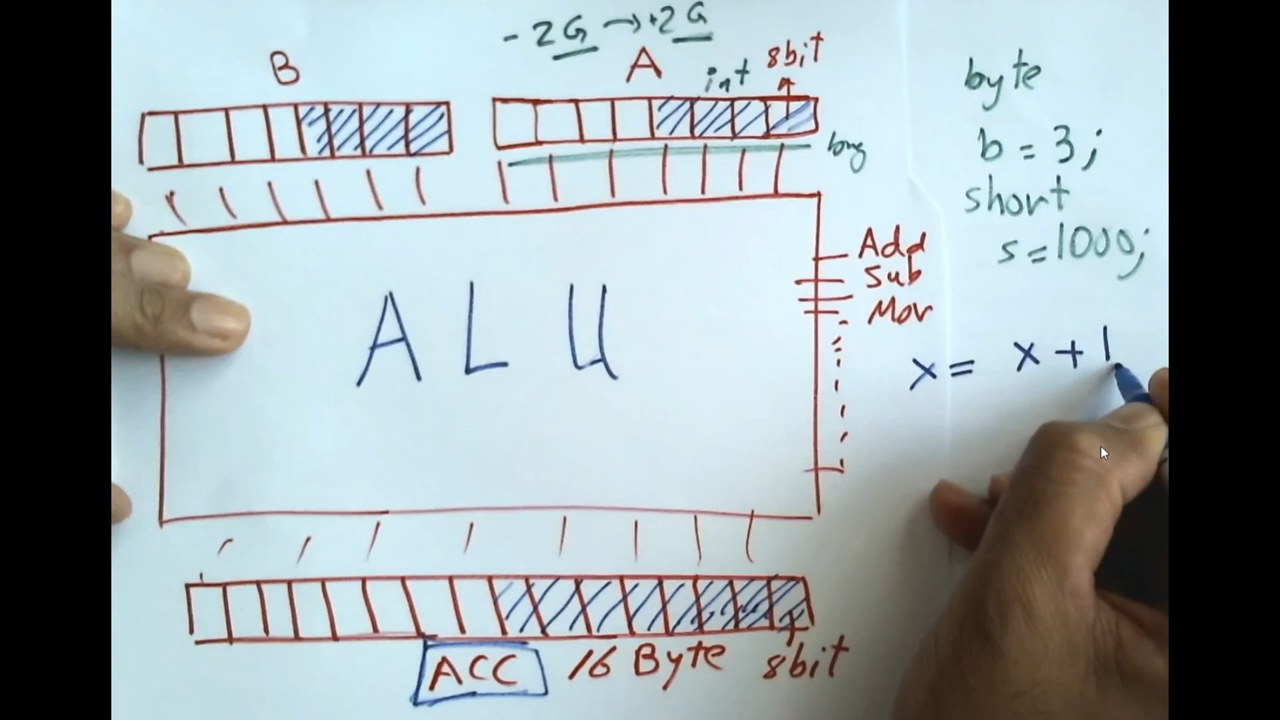 -2G → +2G
B
A
int
8bit
long
ALU
Add
Sub
Mov
ACC
16 Byte
8bit
byte
b = 3;
short
s = 1000;
x = x + 1